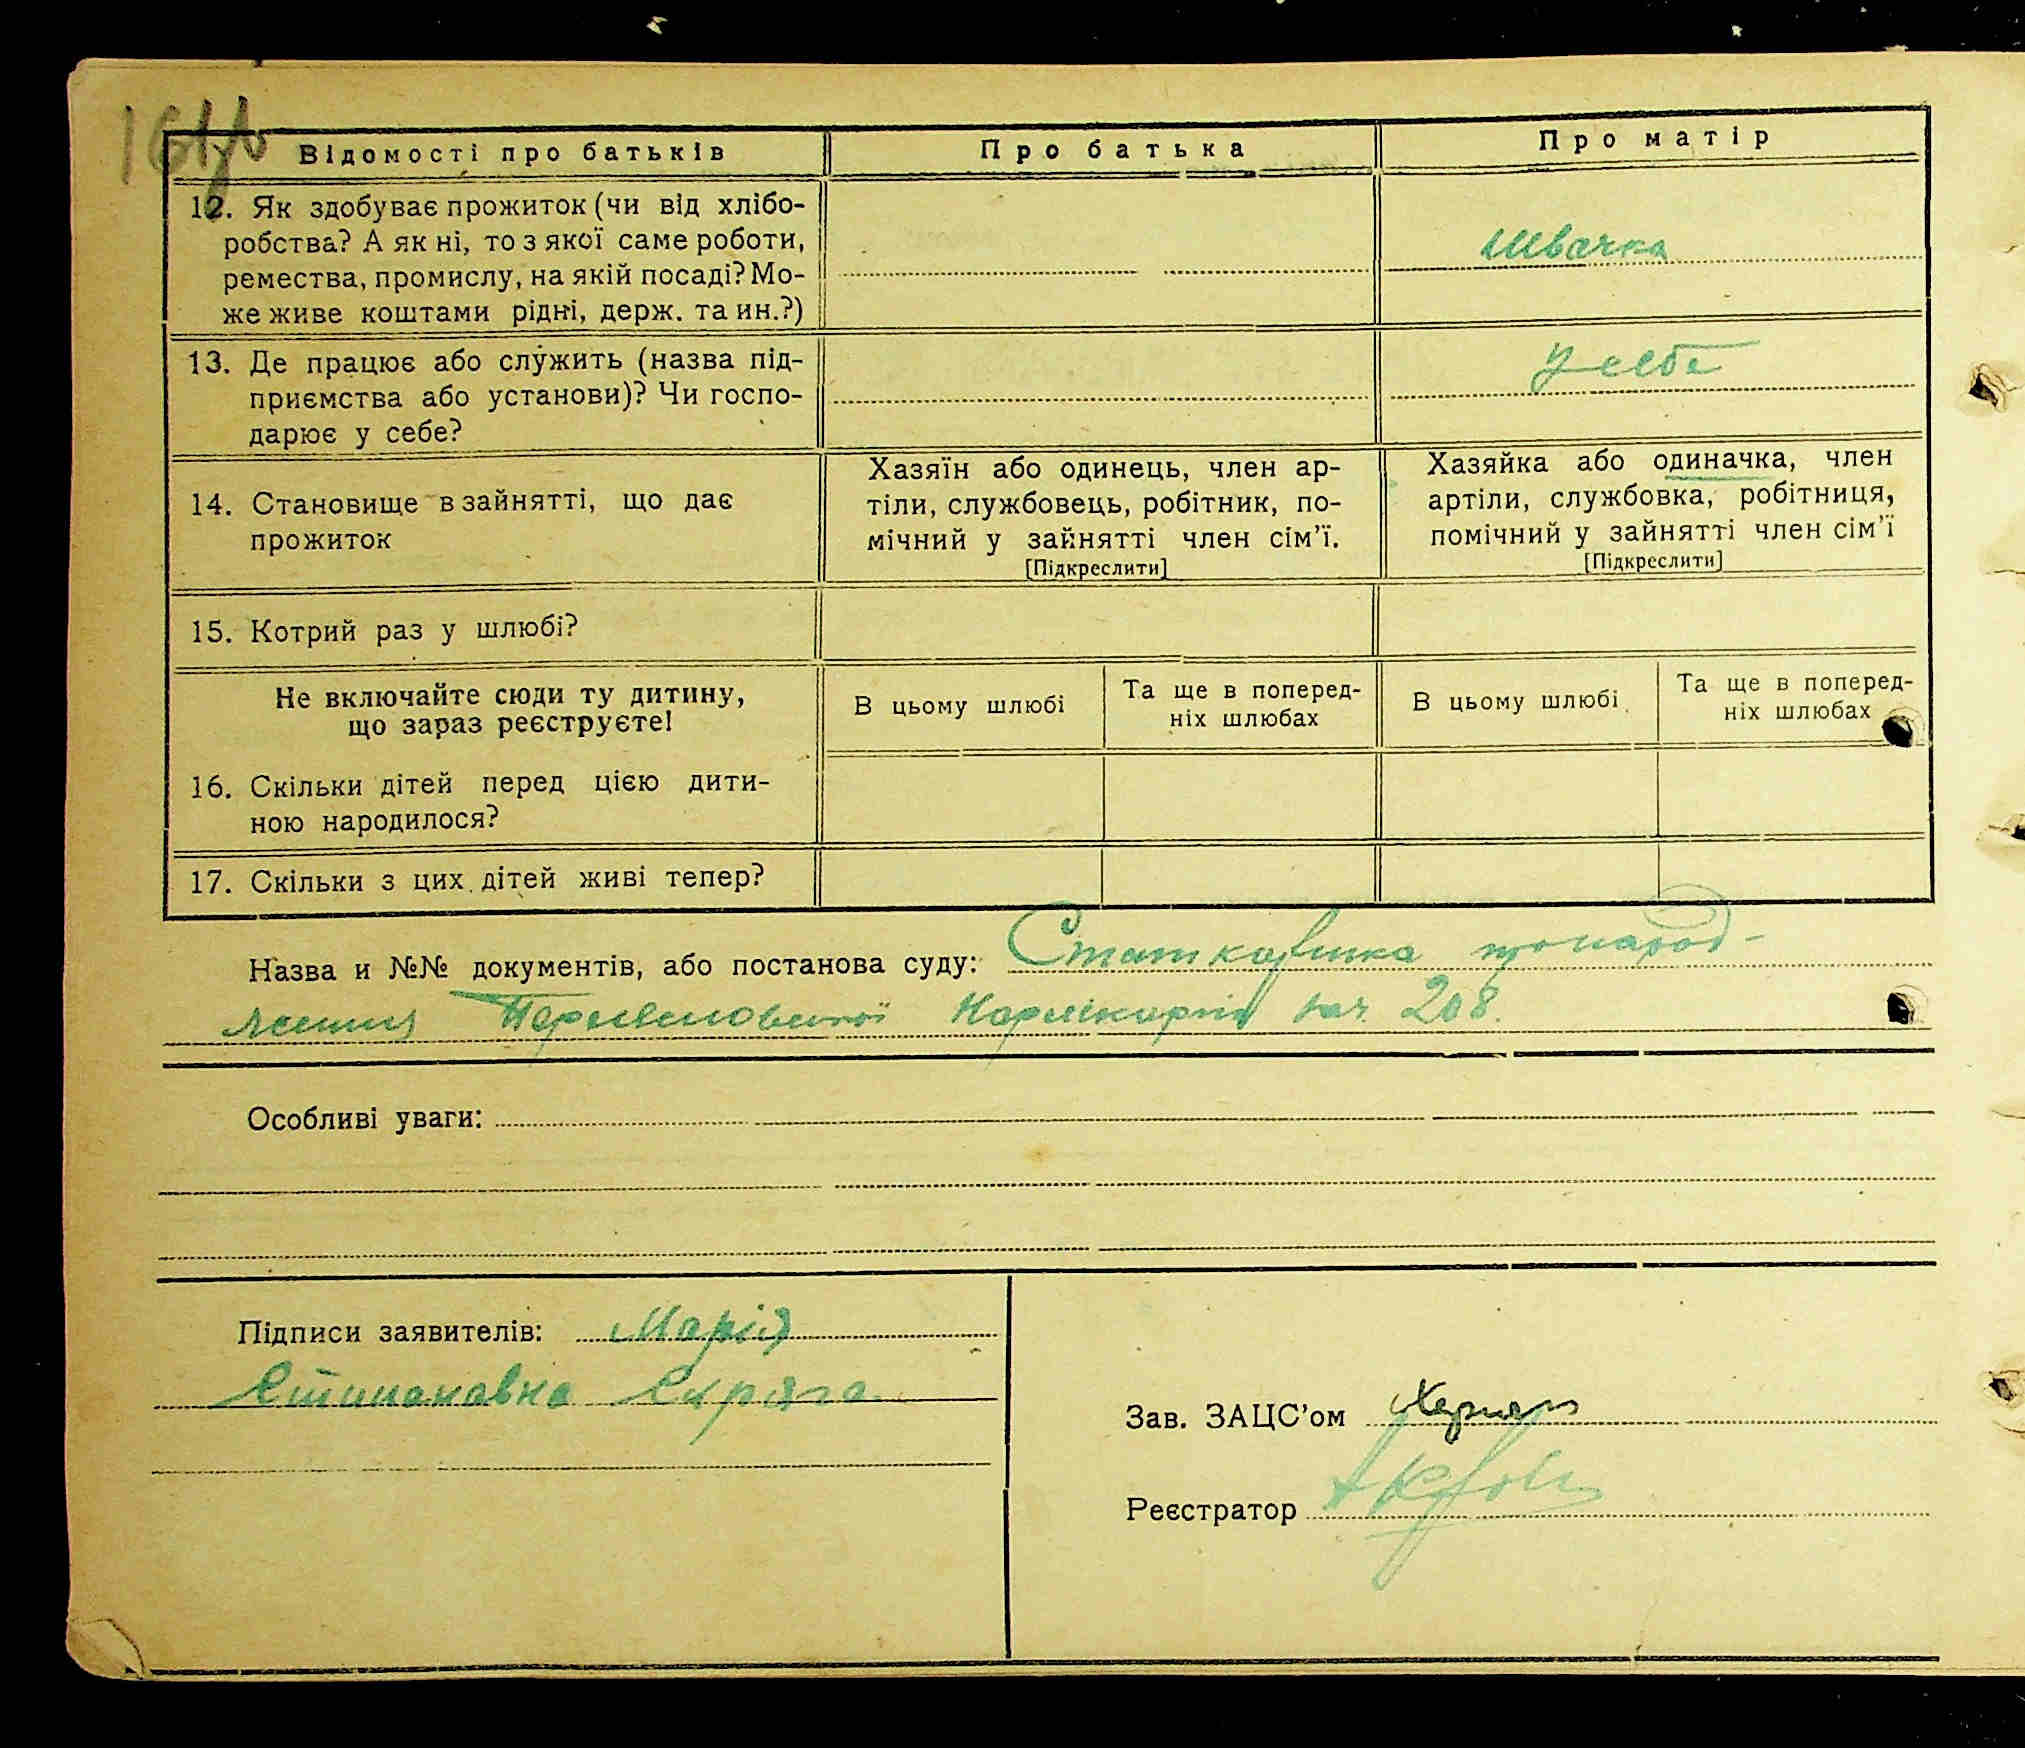 Відомості про батьків
Про батька
Про матір
12. Як здобуває прожиток (чи від хлібо-
робства? А як ні, то з якої саме роботи,
ремества, промислу, на якій посаді? Мо-
же живе коштами рідні, держ. та ин.?)
швачка
13. Де працює або служить (назва під-
приємства або установи)? Чи госпо-
дарює у себе?
У себе
14. Становище в зайнятті, що дає
прожиток
Хазяїн або одинець, член ар-
тіли, службовець, робітник, по-
мічний у зайнятті член сім'ї.
[Підкреслити]
Хазяйка або одиначка, член
артіли, службовка, робітниця,
помічний у зайнятті член сім'ї
[Підкреслити]
15. Котрий раз у шлюбі?
Не включайте сюди ту дитину,
що зараз реєструєте!
В цьому шлюбі
Та ще в поперед-
ніх шлюбах
В цьому шлюбі
Та ще в поперед-
ніх шлюбах
16. Скільки дітей перед цією дити-
ною народилося?
17. Скільки з цих дітей живі тепер?
Назва и №№ документів, або постанова суду:
208.
Особливі уваги:
Підписи заявителів: Марія
Скряга
Зав. ЗАЦС'ом
Реєстратор